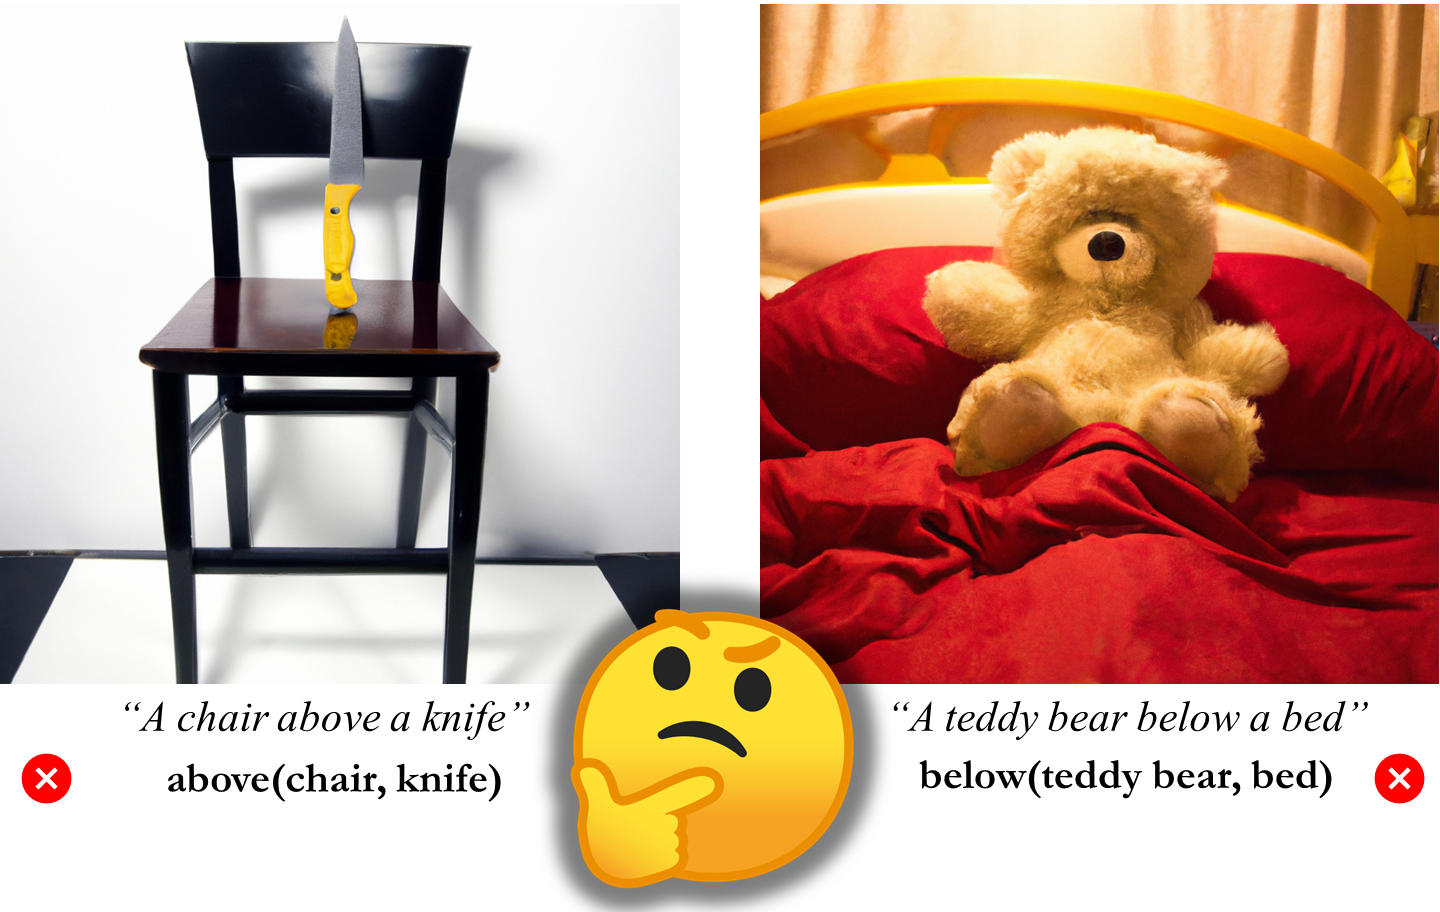 “A chair above a knife”
above(chair, knife)
“A teddy bear below a bed”
below(teddy bear, bed)